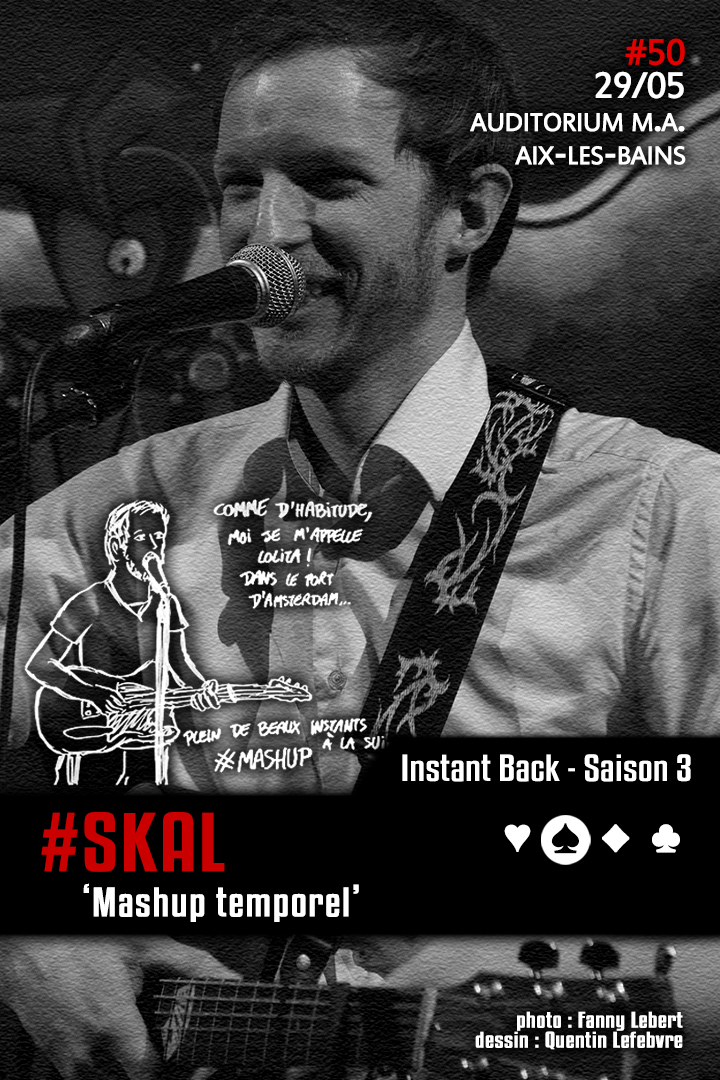 #50
29/05
AUDITORIUM M.A.
AIX-LES-BAINS
COMME D'HABITUDE,
MOI JE M'APPELLE
LOLITA !
DANS LE PORT
D'AMSTERDAM...
PLEIN DE BEAUX INSTANTS
À LA SUI
#MASHUP
Instant Back - Saison 3
#SKAL
‘Mashup temporel’
photo : Fanny Lebert
dessin : Quentin Lefebvre